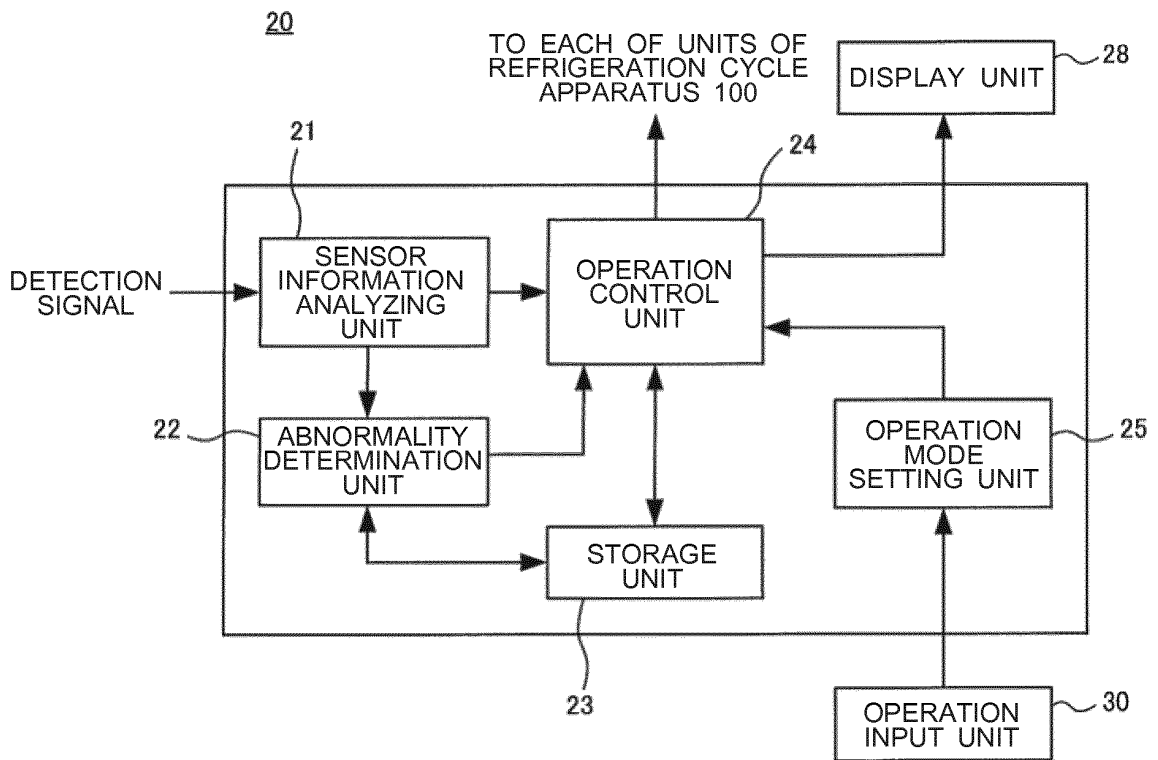 20
TO EACH OF UNITS OF
REFRIGERATION CYCLE
APPARATUS 100
DISPLAY UNIT
28
21
24
SENSOR
INFORMATION
ANALYZING
UNIT
OPERATION
CONTROL
UNIT
DETECTION
SIGNAL
22
ABNORMALITY
DETERMINATION
UNIT
OPERATION
MODE
SETTING UNIT
25
STORAGE
UNIT
23
OPERATION
INPUT UNIT
30